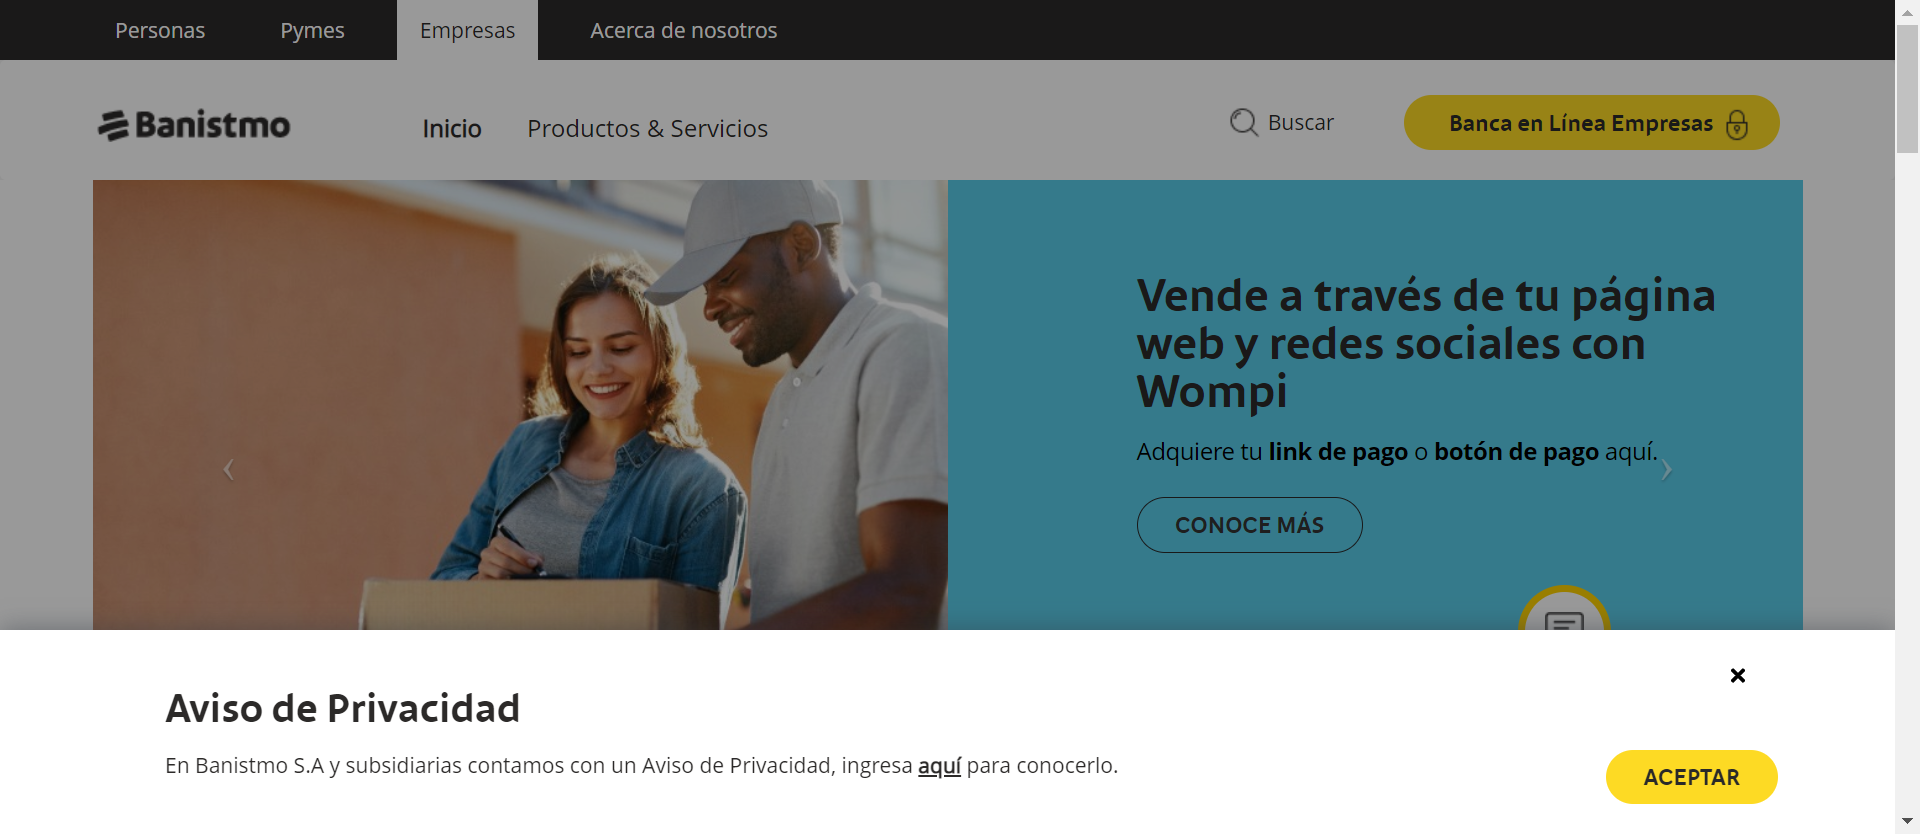 Personas
Pymes
Empresas
Acerca de nosotros
Banistmo
Inicio
Productos & Servicios
Buscar
Banca en Línea Empresas
Vende a través de tu página
web y redes sociales con
Wompi
Adquiere tu link de pago o botón de pago aquí.
CONOCE MÁS
Aviso de Privacidad
En Banistmo S.A y subsidiarias contamos con un Aviso de Privacidad, ingresa aquí para conocerlo.
ACEPTAR